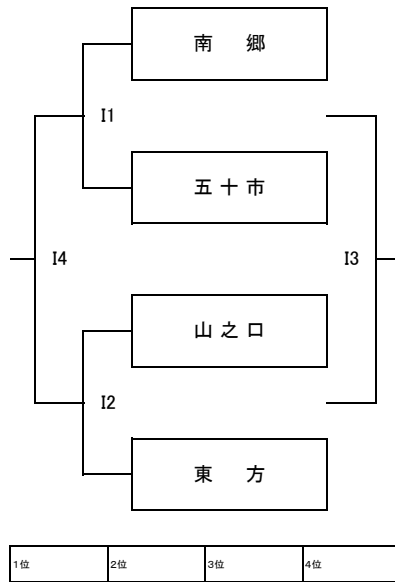 南 郷
I1
五 十 市
I4
I3
山 之 口
I2
東 方
1位 2位 3位 4位